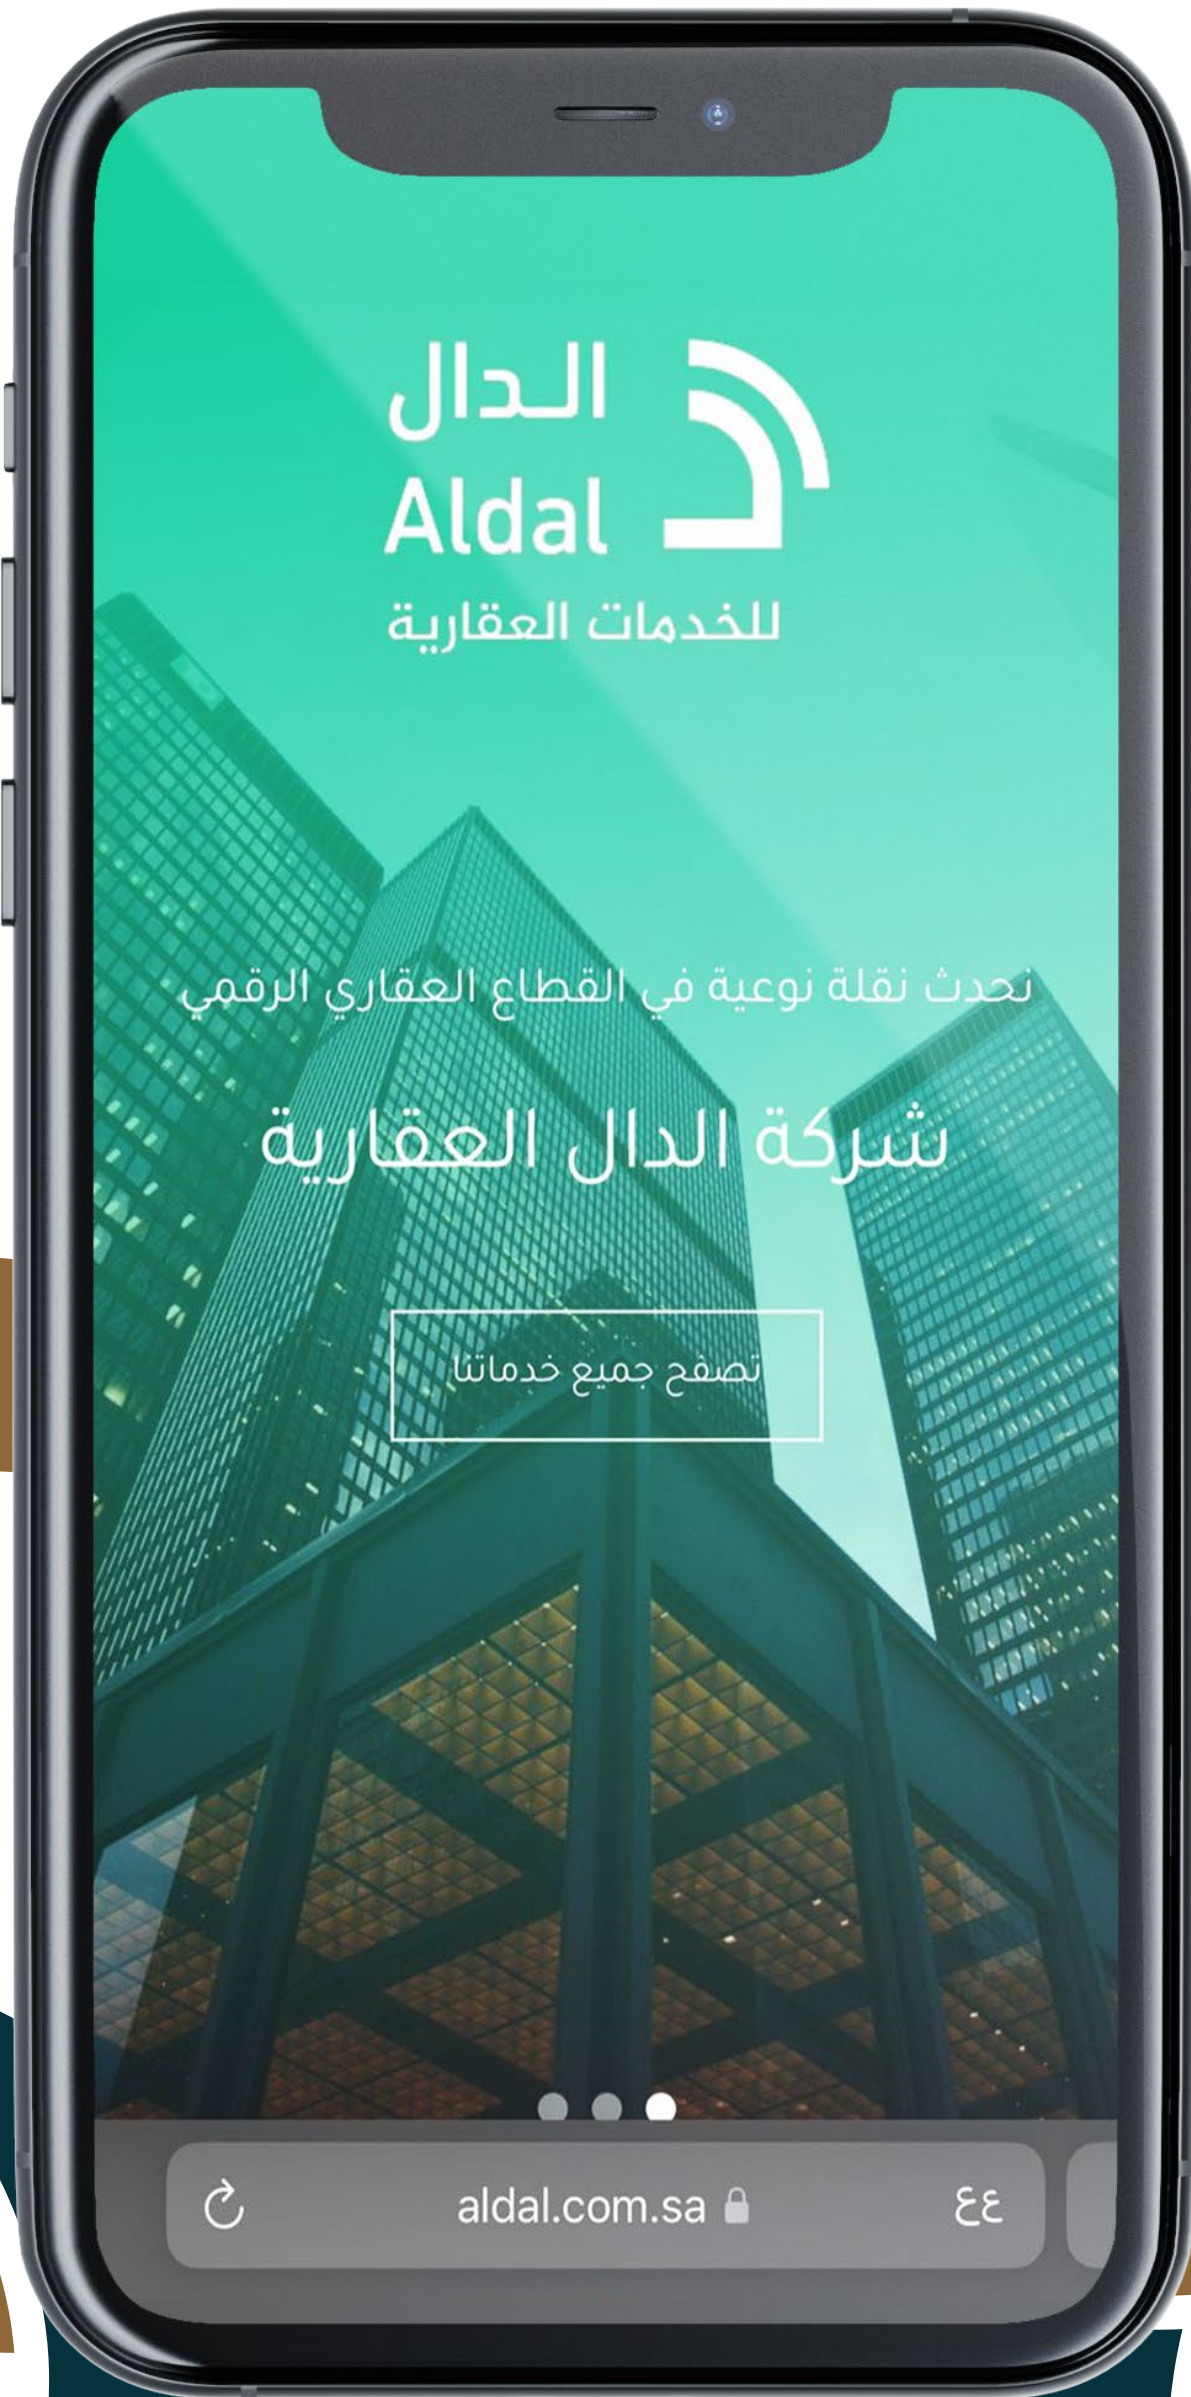 الدال
Aldal
للخدمات العقارية
نحدث نقلة نوعية في القطاع العقاري الرقمي
شركة الدال العقارية
تصفح جميع خدماتنا
aldal.com.sa
عع